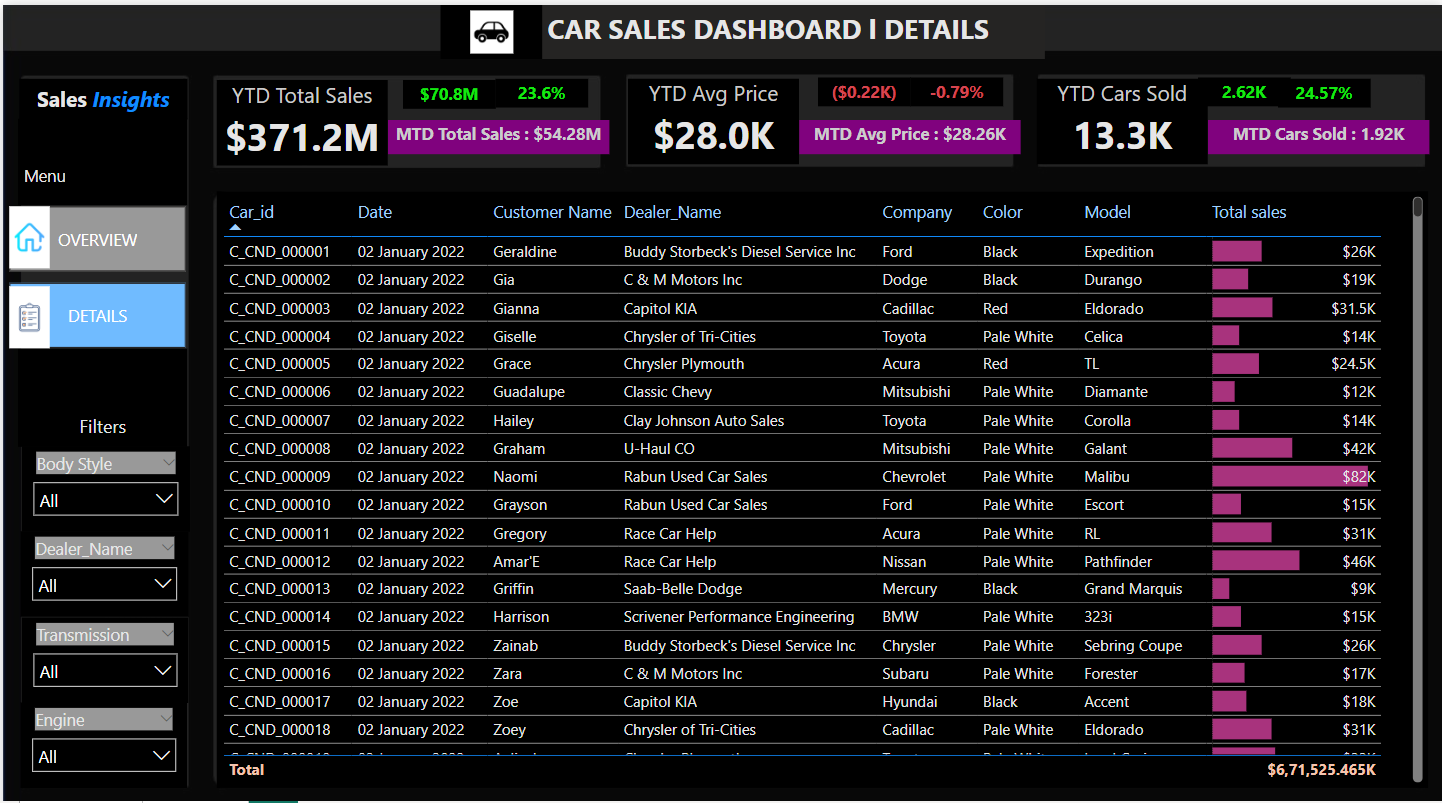 CAR SALES DASHBOARD l DETAILS
Sales Insights
Menu
OVERVIEW
DETAILS
Filters
Body Style
All
Dealer_Name
All
Transmission
All
Engine
All
YTD Total Sales
$371.2M
$70.8M 23.6%
MTD Total Sales : $54.28M
YTD Avg Price
$28.0K
($0.22K) -0.79%
MTD Avg Price : $28.26K
YTD Cars Sold
13.3K
2.62K 24.57%
MTD Cars Sold : 1.92K
Car_id Date Customer Name Dealer_Name Company Color Model Total sales
C_CND_000001 02 January 2022 Geraldine Buddy Storbeck's Diesel Service Inc Ford Black Expedition $26K
C_CND_000002 02 January 2022 Gia C & M Motors Inc Dodge Black Durango $19K
C_CND_000003 02 January 2022 Gianna Capitol KIA Cadillac Red Eldorado $31.5K
C_CND_000004 02 January 2022 Giselle Chrysler of Tri-Cities Toyota Pale White Celica $14K
C_CND_000005 02 January 2022 Grace Chrysler Plymouth Acura Red TL $24.5K
C_CND_000006 02 January 2022 Guadalupe Classic Chevy Mitsubishi Pale White Diamante $12K
C_CND_000007 02 January 2022 Hailey Clay Johnson Auto Sales Toyota Pale White Corolla $14K
C_CND_000008 02 January 2022 Graham U-Haul CO Mitsubishi Pale White Galant $42K
C_CND_000009 02 January 2022 Naomi Rabun Used Car Sales Chevrolet Pale White Malibu $82K
C_CND_000010 02 January 2022 Grayson Rabun Used Car Sales Ford Pale White Escort $15K
C_CND_000011 02 January 2022 Gregory Race Car Help Acura Pale White RL $31K
C_CND_000012 02 January 2022 Amar'E Race Car Help Nissan Pale White Pathfinder $46K
C_CND_000013 02 January 2022 Griffin Saab-Belle Dodge Mercury Black Grand Marquis $9K
C_CND_000014 02 January 2022 Harrison Scrivener Performance Engineering BMW Pale White 323i $15K
C_CND_000015 02 January 2022 Zainab Buddy Storbeck's Diesel Service Inc Chrysler Pale White Sebring Coupe $26K
C_CND_000016 02 January 2022 Zara C & M Motors Inc Subaru Pale White Forester $17K
C_CND_000017 02 January 2022 Zoe Capitol KIA Hyundai Black Accent $18K
C_CND_000018 02 January 2022 Zoey Chrysler of Tri-Cities Cadillac Pale White Eldorado $31K
Total $6,71,525.465K